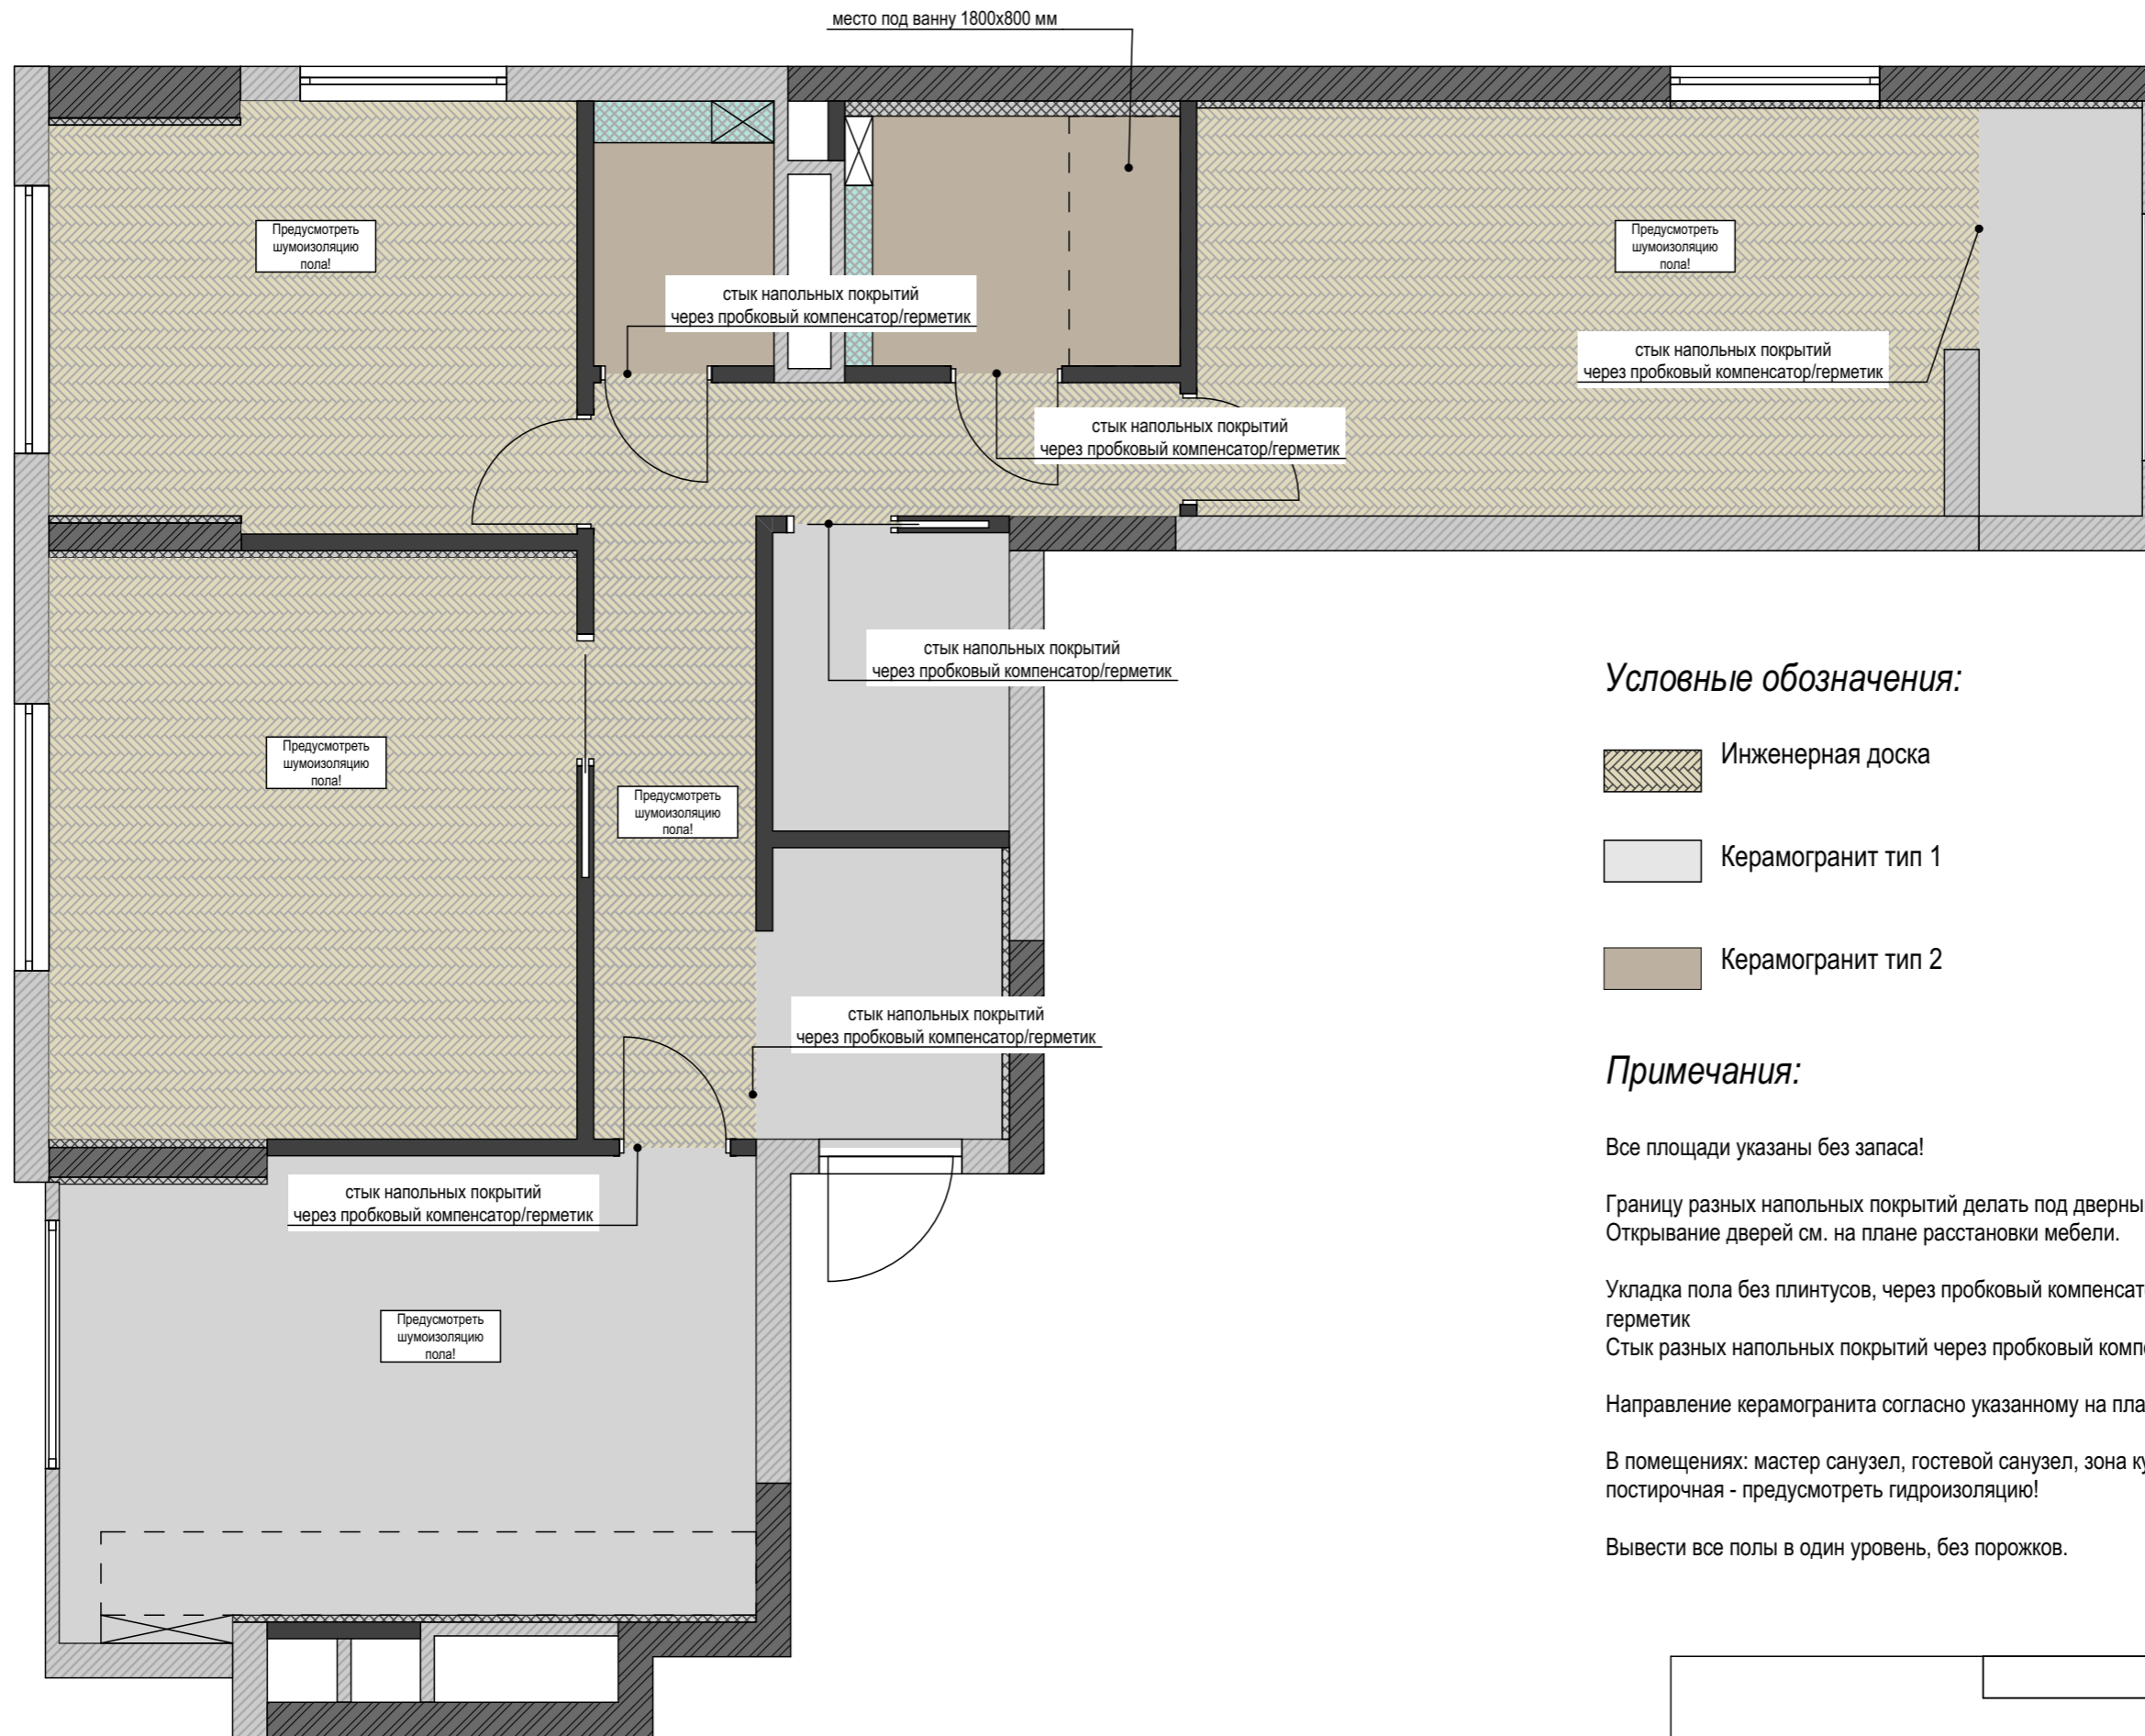 место под ванну 1800х800 мм
Предусмотреть
шумоизоляцию
пола!
Предусмотреть
шумоизоляцию
пола!
стык напольных покрытий
через пробковый компенсатор/герметик
стык напольных покрытий
через пробковый компенсатор/герметик
стык напольных покрытий
через пробковый компенсатор/герметик
стык напольных покрытий
через пробковый компенсатор/герметик
Предусмотреть
шумоизоляцию
пола!
Предусмотреть
шумоизоляцию
пола!
стык напольных покрытий
через пробковый компенсатор/герметик
стык напольных покрытий
через пробковый компенсатор/герметик
Предусмотреть
шумоизоляцию
пола!
Условные обозначения:
Инженерная доска
Керамогранит тип 1
Керамогранит тип 2
Примечания:
Все площади указаны без запаса!
Границу разных напольных покрытий делать под дверны
Открывание дверей см. на плане расстановки мебели.
Укладка пола без плинтусов, через пробковый компенсат
герметик
Стык разных напольных покрытий через пробковый комп
Направление керамогранита согласно указанному на пла
В помещениях: мастер санузел, гостевой санузел, зона ку
постирочная - предусмотреть гидроизоляцию!
Вывести все полы в один уровень, без порожков.